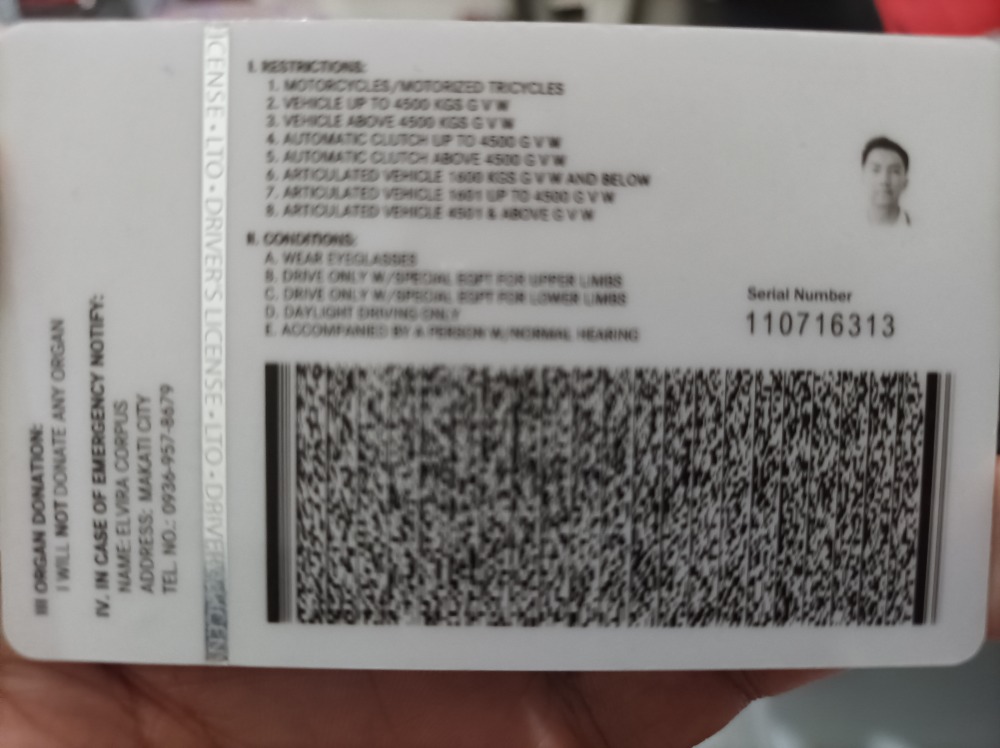 I. RESTRICTIONS:
1. MOTORCYCLES/MOTORIZED TRICYCLES
2. VEHICLE UP TO 4500 KGS G V W
3. VEHICLE ABOVE 4500 KGS G V W
4. AUTOMATIC CLUTCH UP TO 4500 G V W
5. AUTOMATIC CLUTCH ABOVE 4500 G V W
6. ARTICULATED VEHICLE 1600 KGS G V W AND BELOW
7. ARTICULATED VEHICLE 1601 UP TO 4500 G V W
8. ARTICULATED VEHICLE 4501 & ABOVE G V W
II. CONDITIONS:
A. WEAR EYEGLASSES
B. DRIVE ONLY W/SPECIAL EQPT FOR UPPER LIMBS
C. DRIVE ONLY W/SPECIAL EQPT FOR LOWER LIMBS
D. DAYLIGHT DRIVING ONLY
E. ACCOMPANIED BY A PERSON W/NORMAL HEARING
Serial Number
110716313
III ORGAN DONATION:
I WILL NOT DONATE ANY ORGAN
IV. IN CASE OF EMERGENCY NOTIFY:
NAME: ELVIRA CORPUS
ADDRESS: MAKATI CITY
TEL. NO.: 0936-957-8679
ICENSE • LTO • DRIVER'S LICENSE • LTO • DRIVER